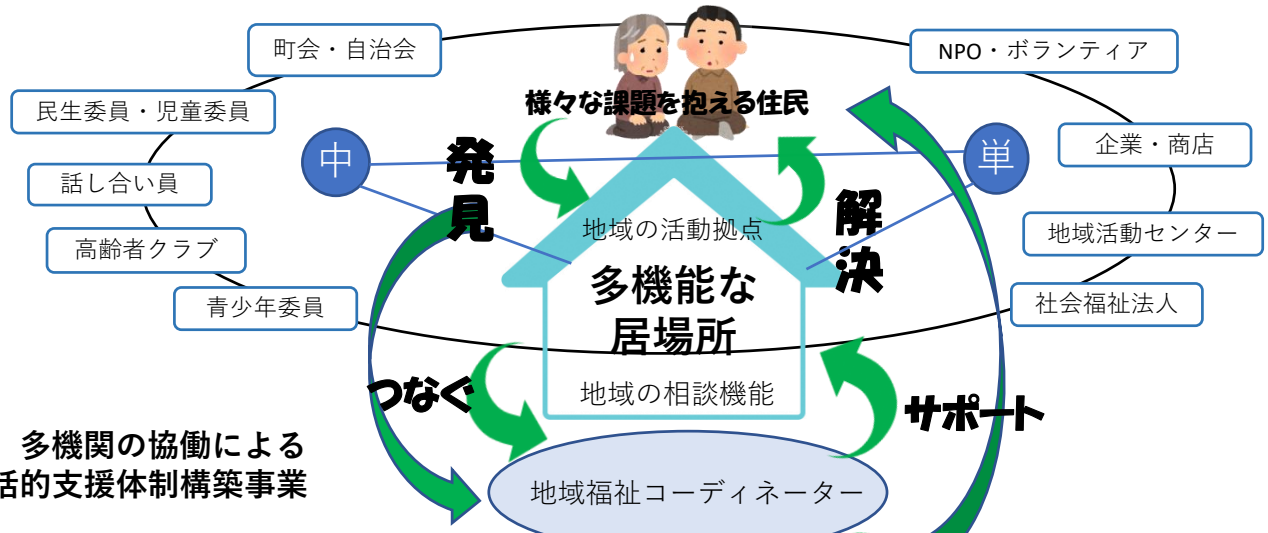 町会・自治会
NPO・ボランティア
民生委員・児童委員
様々な課題を抱える住民
企業・商店
中
発見
単
話し合い員
地域の活動拠点
解決
高齢者クラブ
地域活動センター
多機能な
居場所
青少年委員
社会福祉法人
つなぐ
地域の相談機能
サポート
多機関の協働による
括的支援体制構築事業
地域福祉コーディネーター